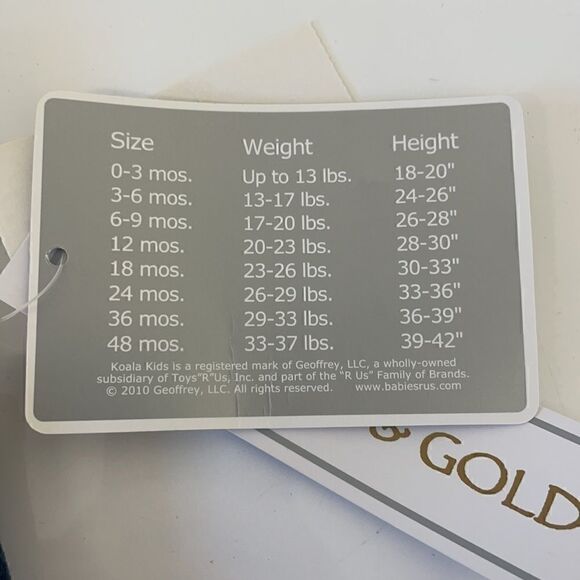 Size Weight Height
0-3 mos. Up to 13 lbs. 18-20"
3-6 mos. 13-17 lbs. 24-26"
6-9 mos. 17-20 lbs. 26-28"
12 mos. 20-23 lbs. 28-30"
18 mos. 23-26 lbs. 30-33"
24 mos. 26-29 lbs. 33-36"
36 mos. 29-33 lbs. 36-39"
48 mos. 33-37 lbs. 39-42"
Koala Kids is a registered mark of Geoffrey, LLC, a wholly-owned
subsidiary of Toys"R"Us, Inc. and part of the "R Us" Family of Brands.
© 2010 Geoffrey, LLC. All rights reserved. www.babiesrus.com
& GOLD